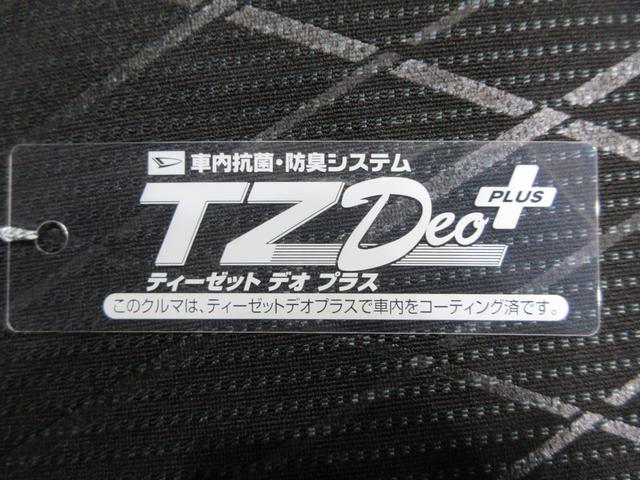 車内抗菌・防臭システム
TZ Deo PLUS
ティーゼット デオ プラス
このクルマは、ティーゼットデオプラスで車内をコーティング済です。